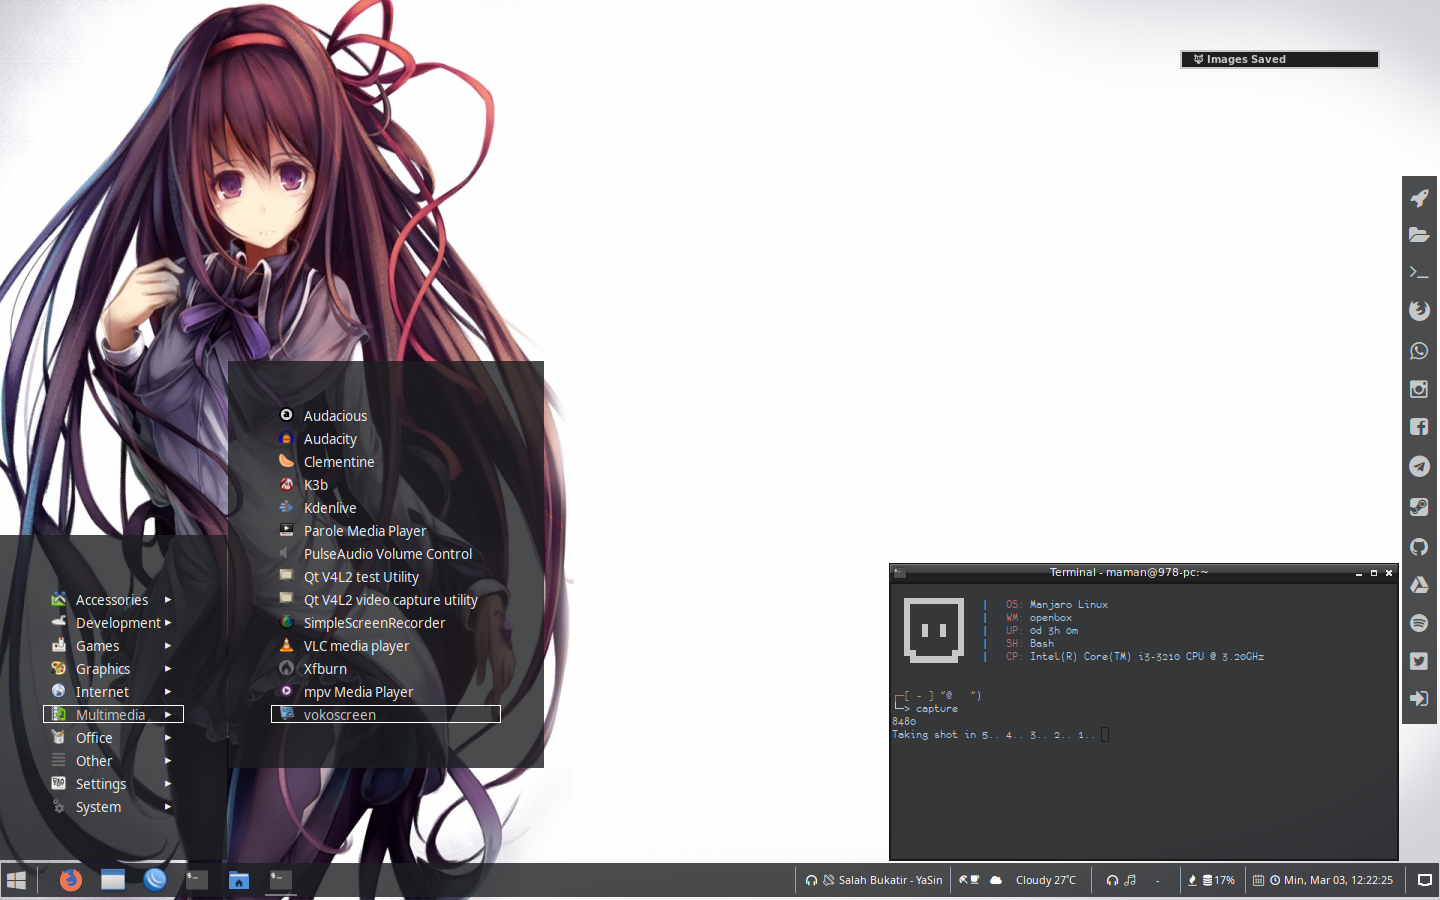 Images Saved
Audacious
Audacity
Clementine
K3b
Kdenlive
Parole Media Player
PulseAudio Volume Control
Qt V4L2 test Utility
Qt V4L2 video capture utility
SimpleScreenRecorder
VLC media player
Xfburn
mpv Media Player
vokoscreen
Accessories
Development
Games
Graphics
Internet
Multimedia
Office
Other
Settings
System
Terminal - maman@978-pc:~
| OS: Manjaro Linux
| WM: openbox
| UP: 0d 3h 0m
| SH: Bash
| CP: Intel(R) Core(TM) i3-3210 CPU @ 3.20GHz
┌─[ - ] "@   ")
└─> capture
8480
Taking shot in 5.. 4.. 3.. 2.. 1..
Salah Bukatir - YaSin
Cloudy 27°C
-
17%
Min, Mar 03, 12:22:25